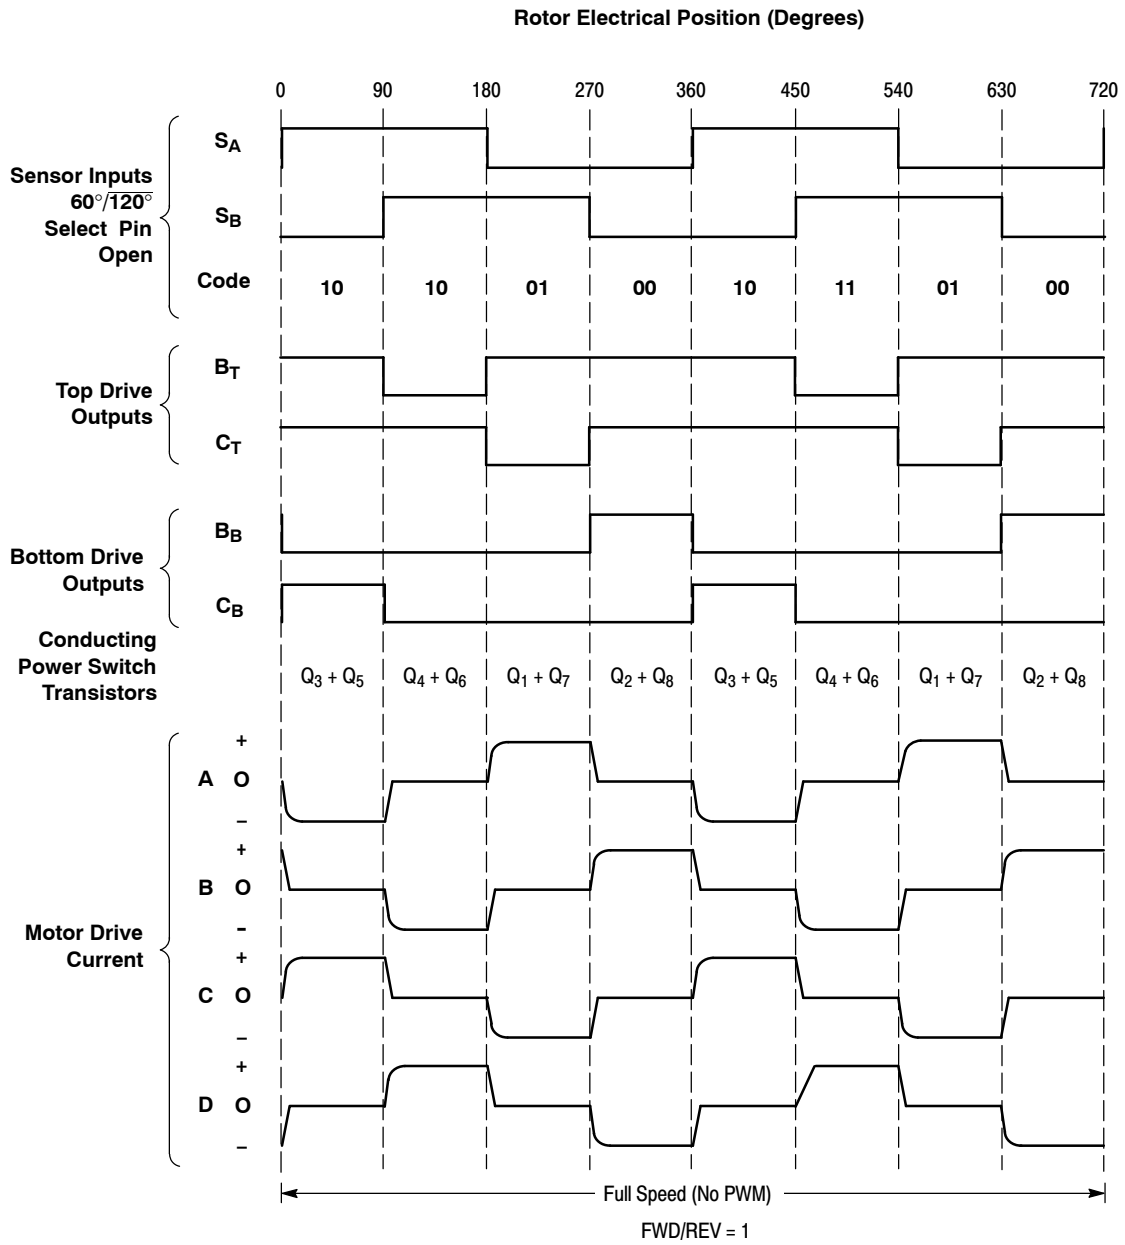 Rotor Electrical Position (Degrees)
0 90 180 270 360 450 540 630 720
Sensor Inputs
60°/120°
Select Pin
Open
SA
SB
Code
10 10 01 00 10 11 01 00
Top Drive
Outputs
BT
CT
Bottom Drive
Outputs
BB
CB
Conducting
Power Switch
Transistors
Q3 + Q5 Q4 + Q6 Q1 + Q7 Q2 + Q8 Q3 + Q5 Q4 + Q6 Q1 + Q7 Q2 + Q8
Motor Drive
Current
+
A O
−
+
B O
−
+
C O
−
+
D O
−
Full Speed (No PWM)
FWD/REV = 1